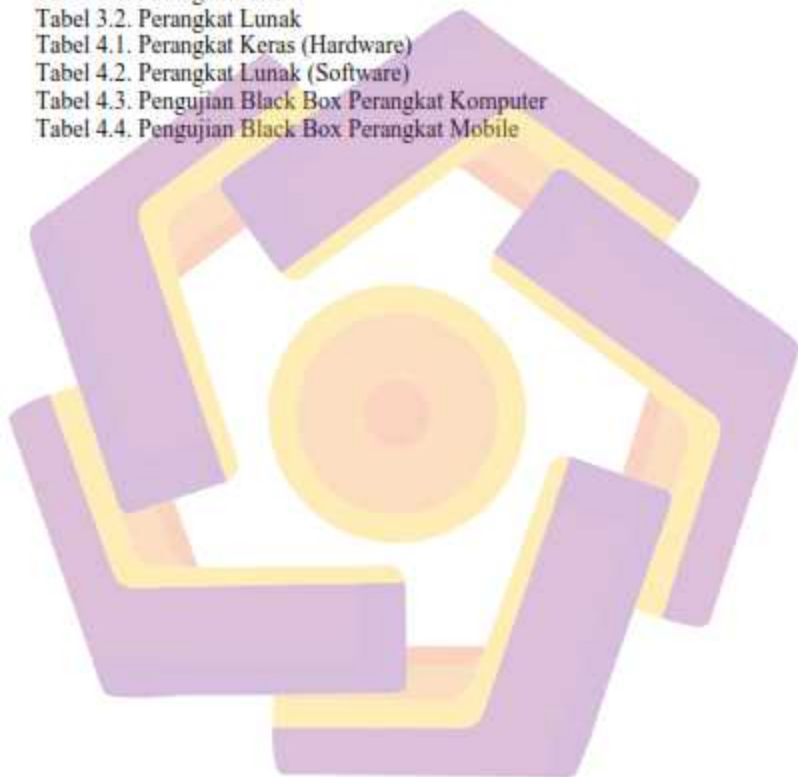 Tabel 3.2. Perangkat Lunak
Tabel 4.1. Perangkat Keras (Hardware)
Tabel 4.2. Perangkat Lunak (Software)
Tabel 4.3. Pengujian Black Box Perangkat Komputer
Tabel 4.4. Pengujian Black Box Perangkat Mobile